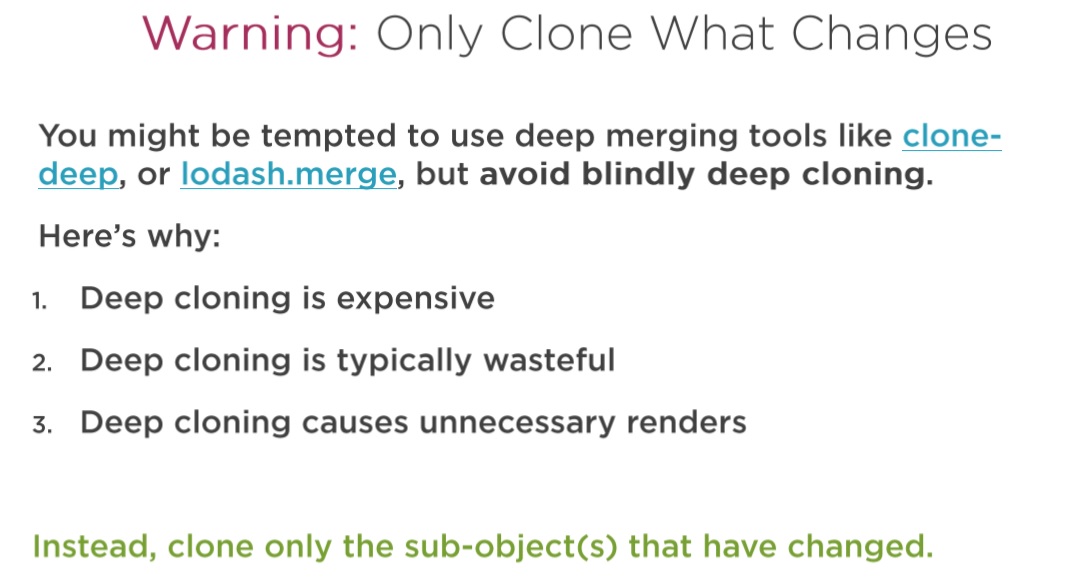 Warning: Only Clone What Changes
You might be tempted to use deep merging tools like clone-
deep, or lodash.merge, but avoid blindly deep cloning.
Here’s why:
1. Deep cloning is expensive
2. Deep cloning is typically wasteful
3. Deep cloning causes unnecessary renders
Instead, clone only the sub-object(s) that have changed.